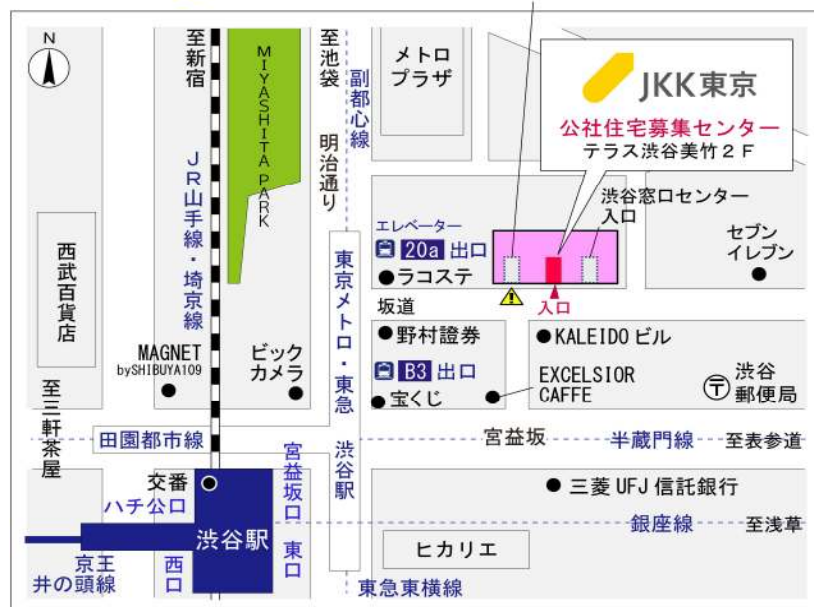 N
至新宿
MIYASHITA PARK
至池袋
副都心線
明治通り
メトロ
プラザ
JKK東京
公社住宅募集センター
テラス渋谷美竹2F
JR山手線・埼京線
西武百貨店
エレベーター
20a 出口
ラコステ
渋谷窓口センター
入口
セブン
イレブン
入口
坂道
東京メトロ・東急
渋谷駅
野村證券
KALEIDO ビル
MAGNET
bySHIBUYA109
ビック
カメラ
B3 出口
宝くじ
EXCELSIOR
CAFFE
〒
渋谷
郵便局
至三軒茶屋
田園都市線
宮益坂
半蔵門線
至表参道
交番
ハチ公口
宮益坂口
三菱 UFJ 信託銀行
渋谷駅
銀座線
至浅草
京王
井の頭線
西口
東口
ヒカリエ
東急東横線